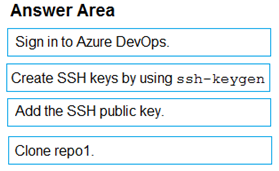 Answer Area
Sign in to Azure DevOps.
Create SSH keys by using ssh-keygen
Add the SSH public key.
Clone repo1.